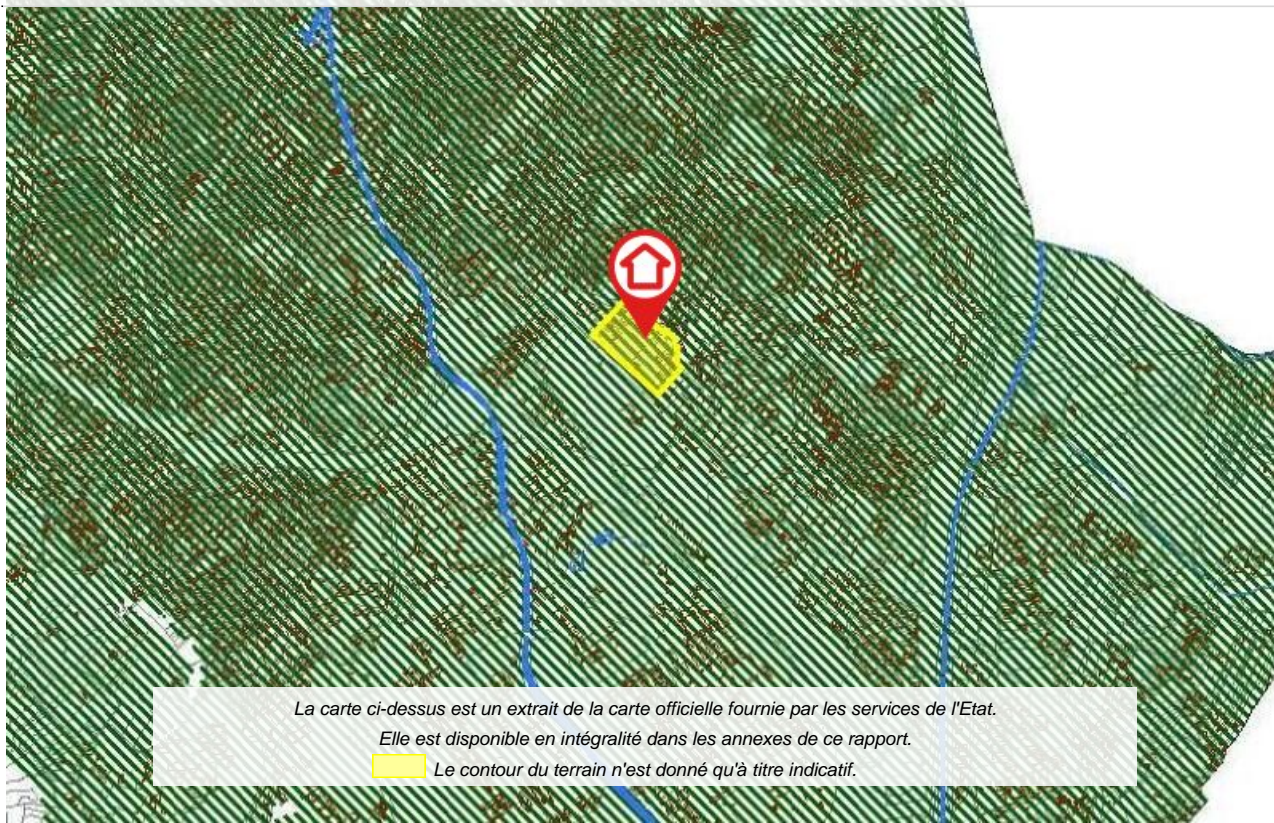 La carte ci-dessus est un extrait de la carte officielle fournie par les services de l'Etat.
Elle est disponible en intégralité dans les annexes de ce rapport.
Le contour du terrain n'est donné qu'à titre indicatif.